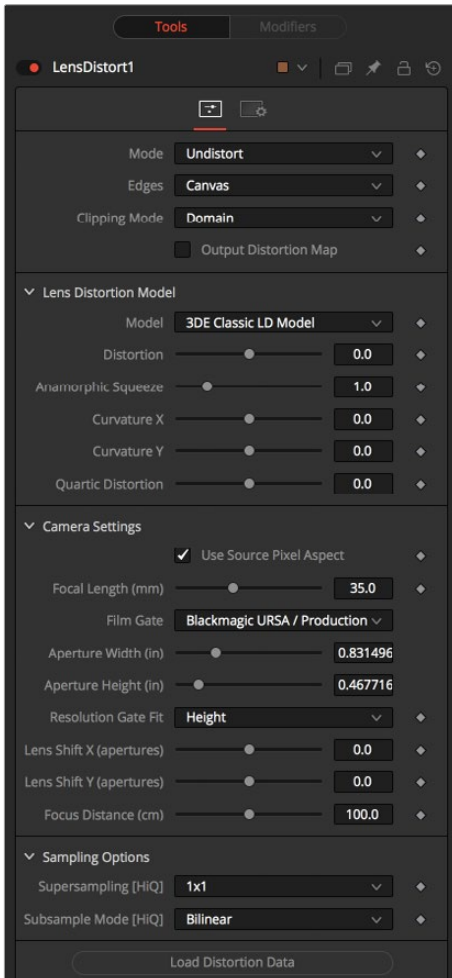 Tools Modifiers
LensDistort1
Mode Undistort
Edges Canvas
Clipping Mode Domain
Output Distortion Map
Lens Distortion Model
Model 3DE Classic LD Model
Distortion 0.0
Anamorphic Squeeze 1.0
Curvature X 0.0
Curvature Y 0.0
Quartic Distortion 0.0
Camera Settings
Use Source Pixel Aspect
Focal Length (mm) 35.0
Film Gate Blackmagic URSA / Production
Aperture Width (in) 0.831496
Aperture Height (in) 0.467716
Resolution Gate Fit Height
Lens Shift X (apertures) 0.0
Lens Shift Y (apertures) 0.0
Focus Distance (cm) 100.0
Sampling Options
Supersampling [HiQ] 1x1
Subsample Mode [HiQ] Bilinear
Load Distortion Data